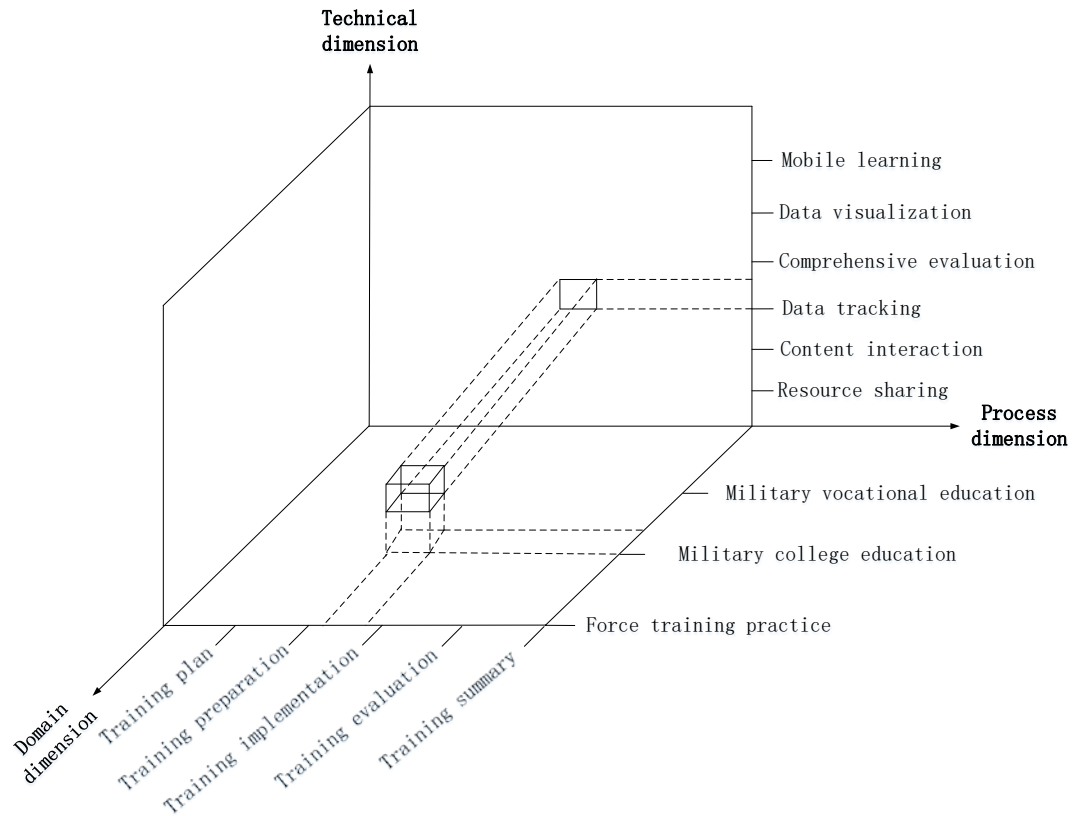 Technical
dimension
Mobile learning
Data visualization
Comprehensive evaluation
Data tracking
Content interaction
Resource sharing
Process
dimension
Military vocational education
Military college education
Force training practice
Training plan
Training preparation
Training implementation
Training evaluation
Training summary
Domain
dimension